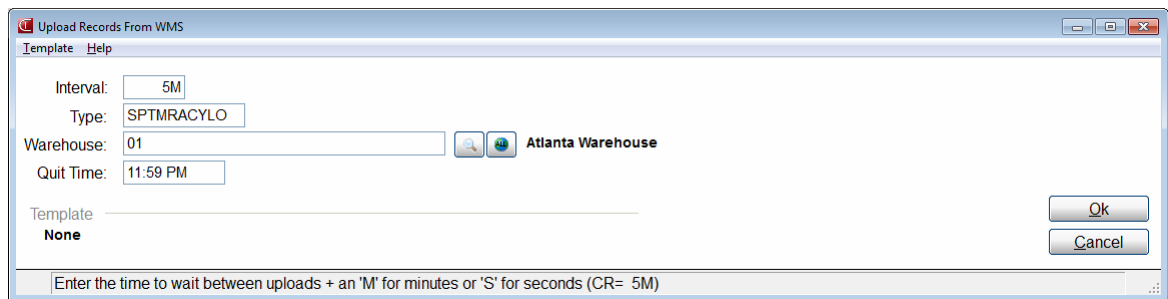 Upload Records From WMS
Template Help
Interval: 5M
Type: SPTMRACYLO
Warehouse: 01 ALL Atlanta Warehouse
Quit Time: 11:59 PM
Template
None
Ok
Cancel
Enter the time to wait between uploads + an 'M' for minutes or 'S' for seconds (CR= 5M)